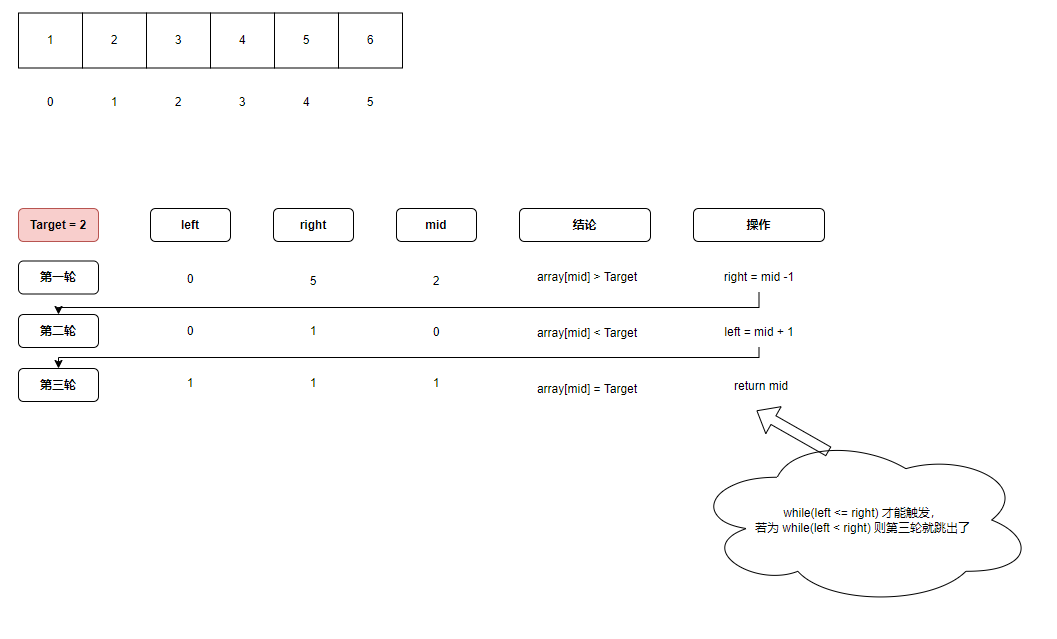 1 2 3 4 5 6
0 1 2 3 4 5
Target = 2 left right mid 结论 操作
第一轮 0 5 2 array[mid] > Target right = mid -1
第二轮 0 1 0 array[mid] < Target left = mid + 1
第三轮 1 1 1 array[mid] = Target return mid
while(left <= right) 才能触发，
若为 while(left < right) 则第三轮就跳出了